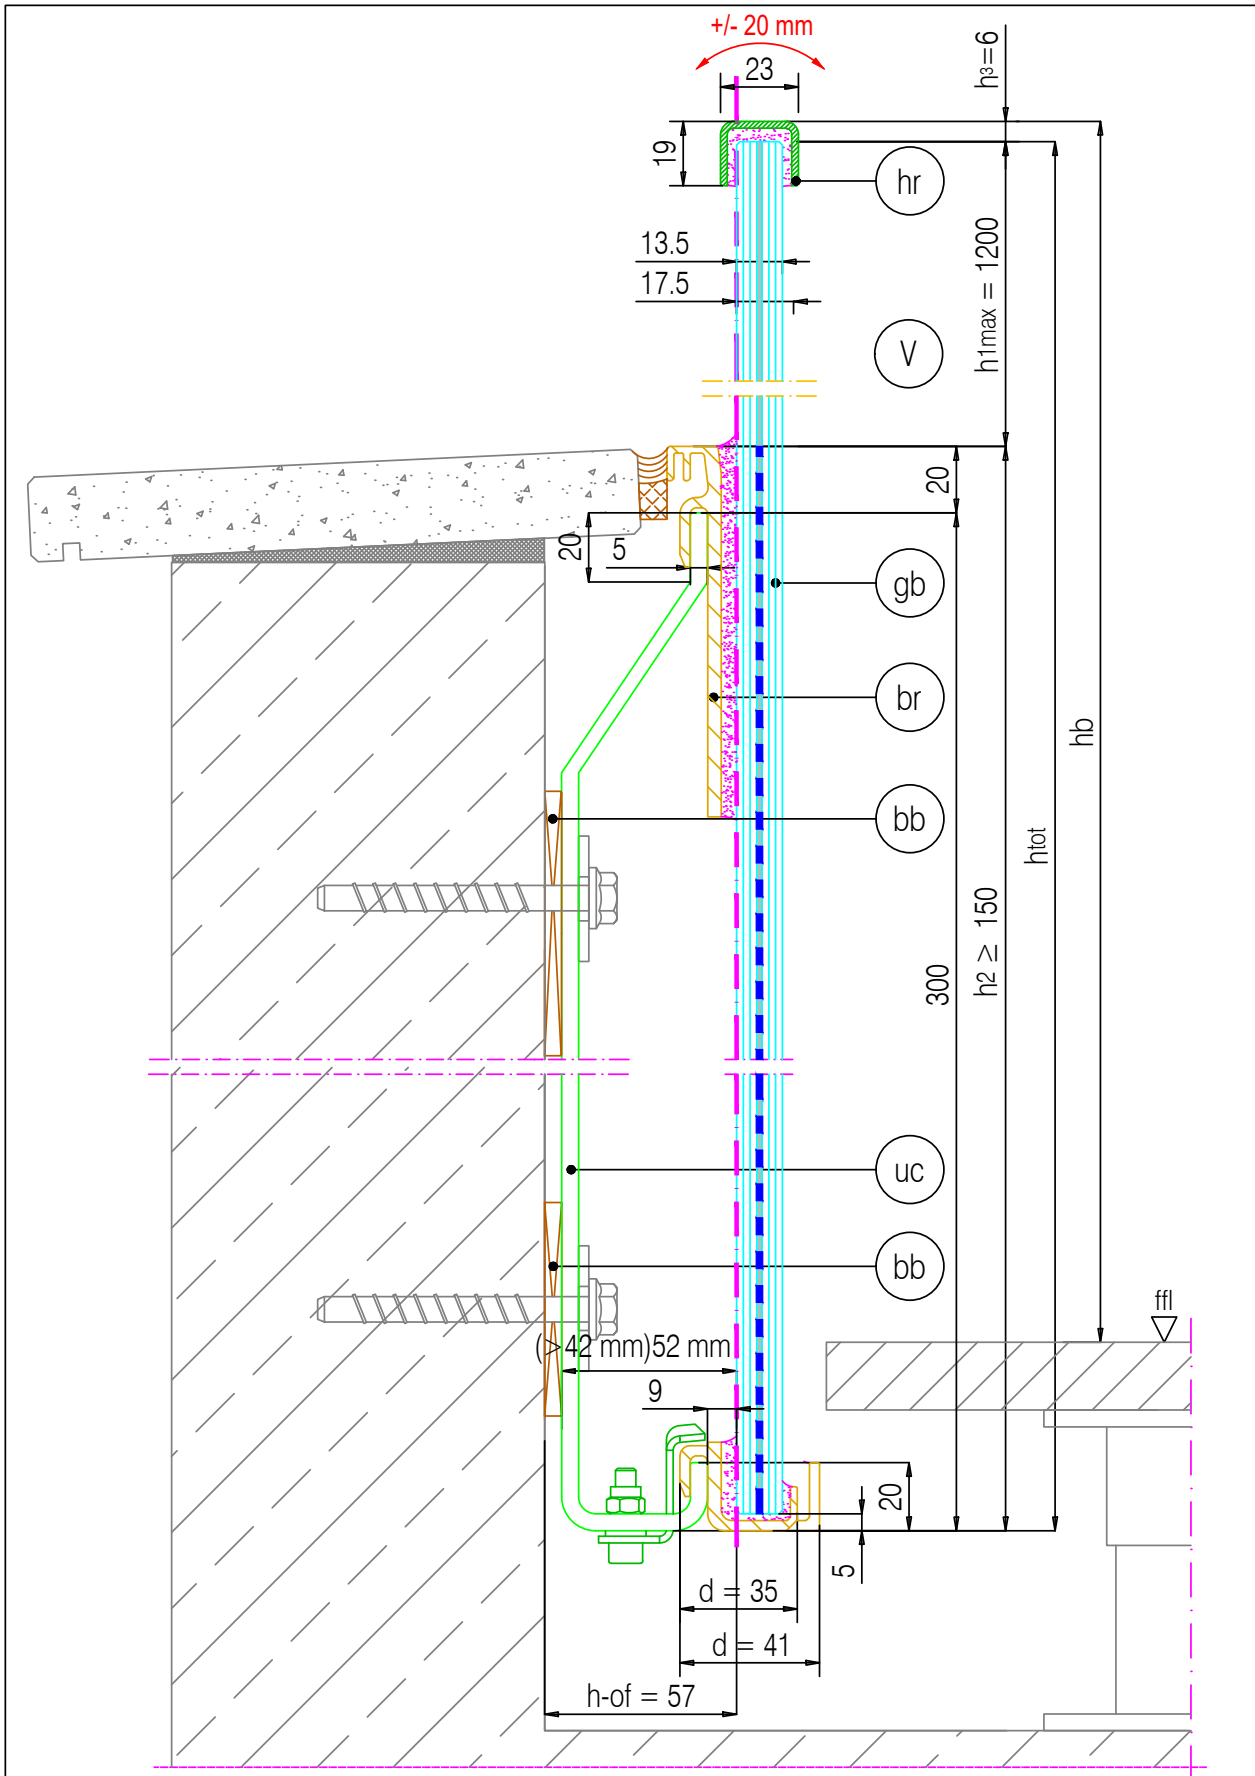 +/- 20 mm
23
h3=6
19
hr
13.5
17.5
h1max = 1200
V
20
20
5
gb
br
hb
bb
htot
h2 ≥ 150
300
uc
bb
ffl
(>42 mm)52 mm
9
20
5
d = 35
d = 41
h-of = 57